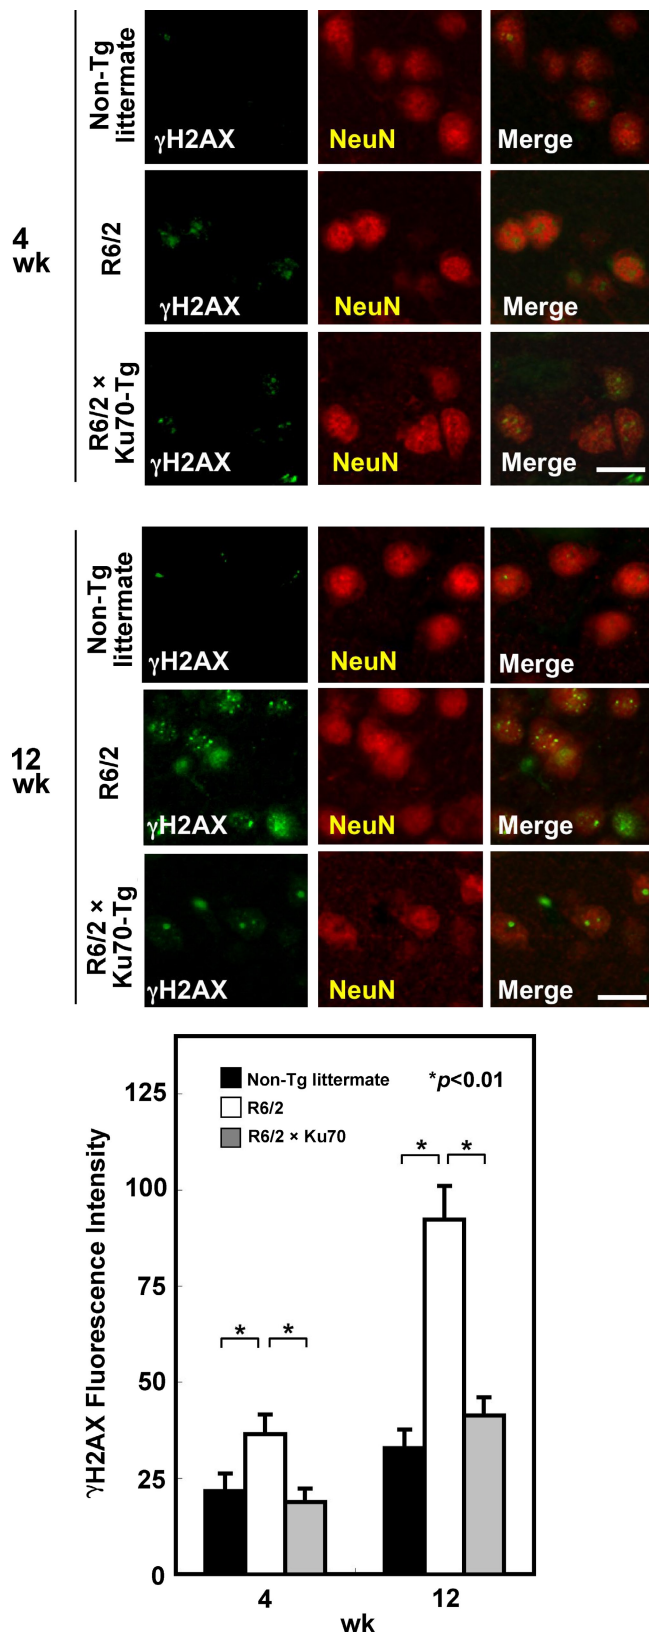 4
wk
Non-Tg
littermate
γH2AX
NeuN
Merge
R6/2
γH2AX
NeuN
Merge
R6/2 ×
Ku70-Tg
γH2AX
NeuN
Merge
12
wk
Non-Tg
littermate
γH2AX
NeuN
Merge
R6/2
γH2AX
NeuN
Merge
R6/2 ×
Ku70-Tg
γH2AX
NeuN
Merge
Non-Tg littermate
*p<0.01
R6/2
R6/2 × Ku70
γH2AX Fluorescence Intensity
125
100
75
50
25
0
* *
* *
4
12
wk